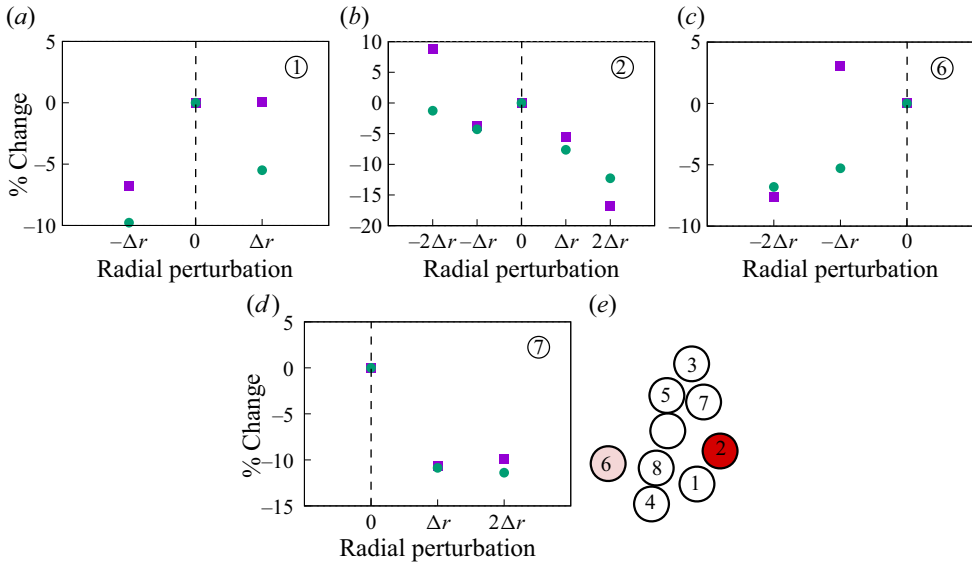 (a)
5
0
−5
−10
% Change
−Δr
0
Δr
Radial perturbation
①
(b)
10
5
0
−5
−10
−15
−20
−2Δr
−Δr
0
Δr
2Δr
Radial perturbation
②
(c)
5
0
−5
−10
−2Δr
−Δr
0
Radial perturbation
⑥
(d)
5
0
−5
−10
−15
% Change
0
Δr
2Δr
Radial perturbation
⑦
(e)
3
5
7
2
6
8
1
4